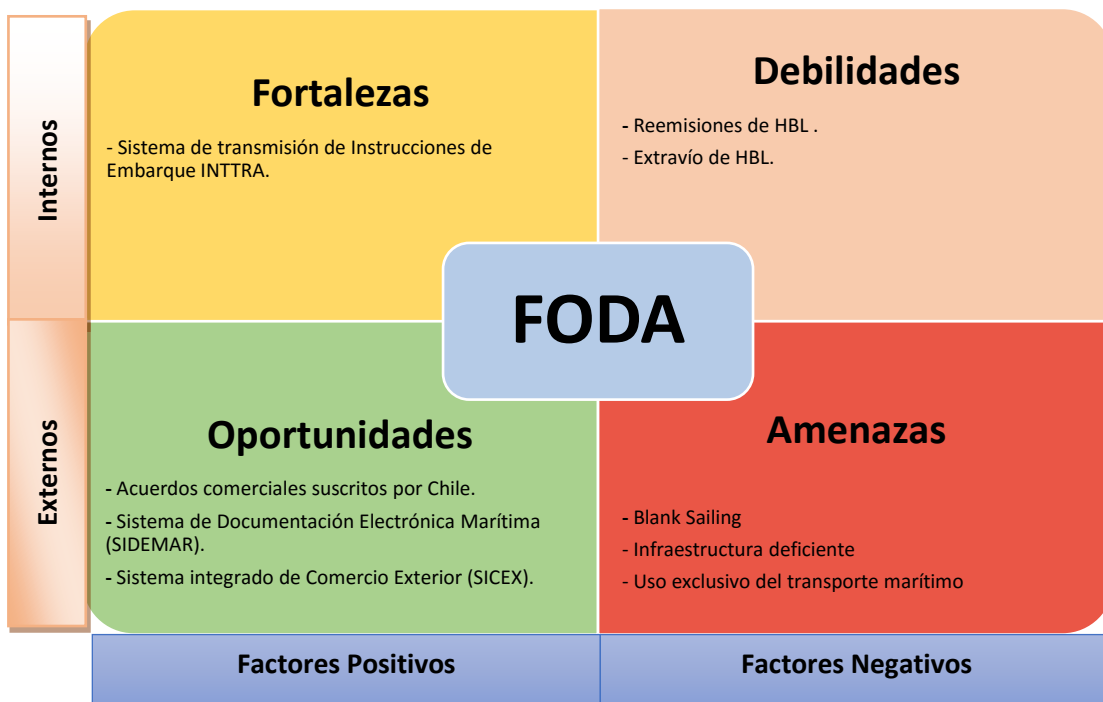 Internos
Fortalezas
- Sistema de transmisión de Instrucciones de
Embarque INTTRA.
Debilidades
- Reemisiones de HBL .
- Extravío de HBL.
FODA
Externos
Oportunidades
- Acuerdos comerciales suscritos por Chile.
- Sistema de Documentación Electrónica Marítima
(SIDEMAR).
- Sistema integrado de Comercio Exterior (SICEX).
Amenazas
- Blank Sailing
- Infraestructura deficiente
- Uso exclusivo del transporte marítimo
Factores Positivos
Factores Negativos